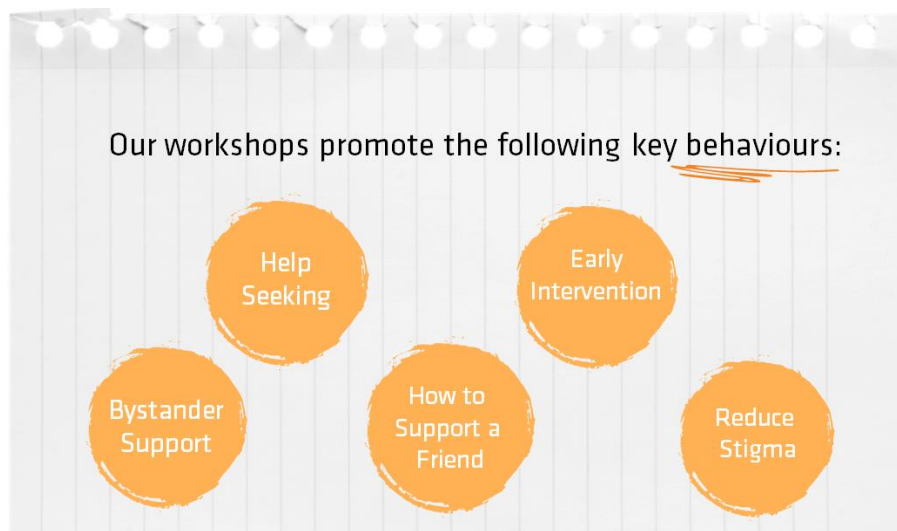 Our workshops promote the following key behaviours:
Help
Seeking
Early
Intervention
Bystander
Support
How to
Support a
Friend
Reduce
Stigma